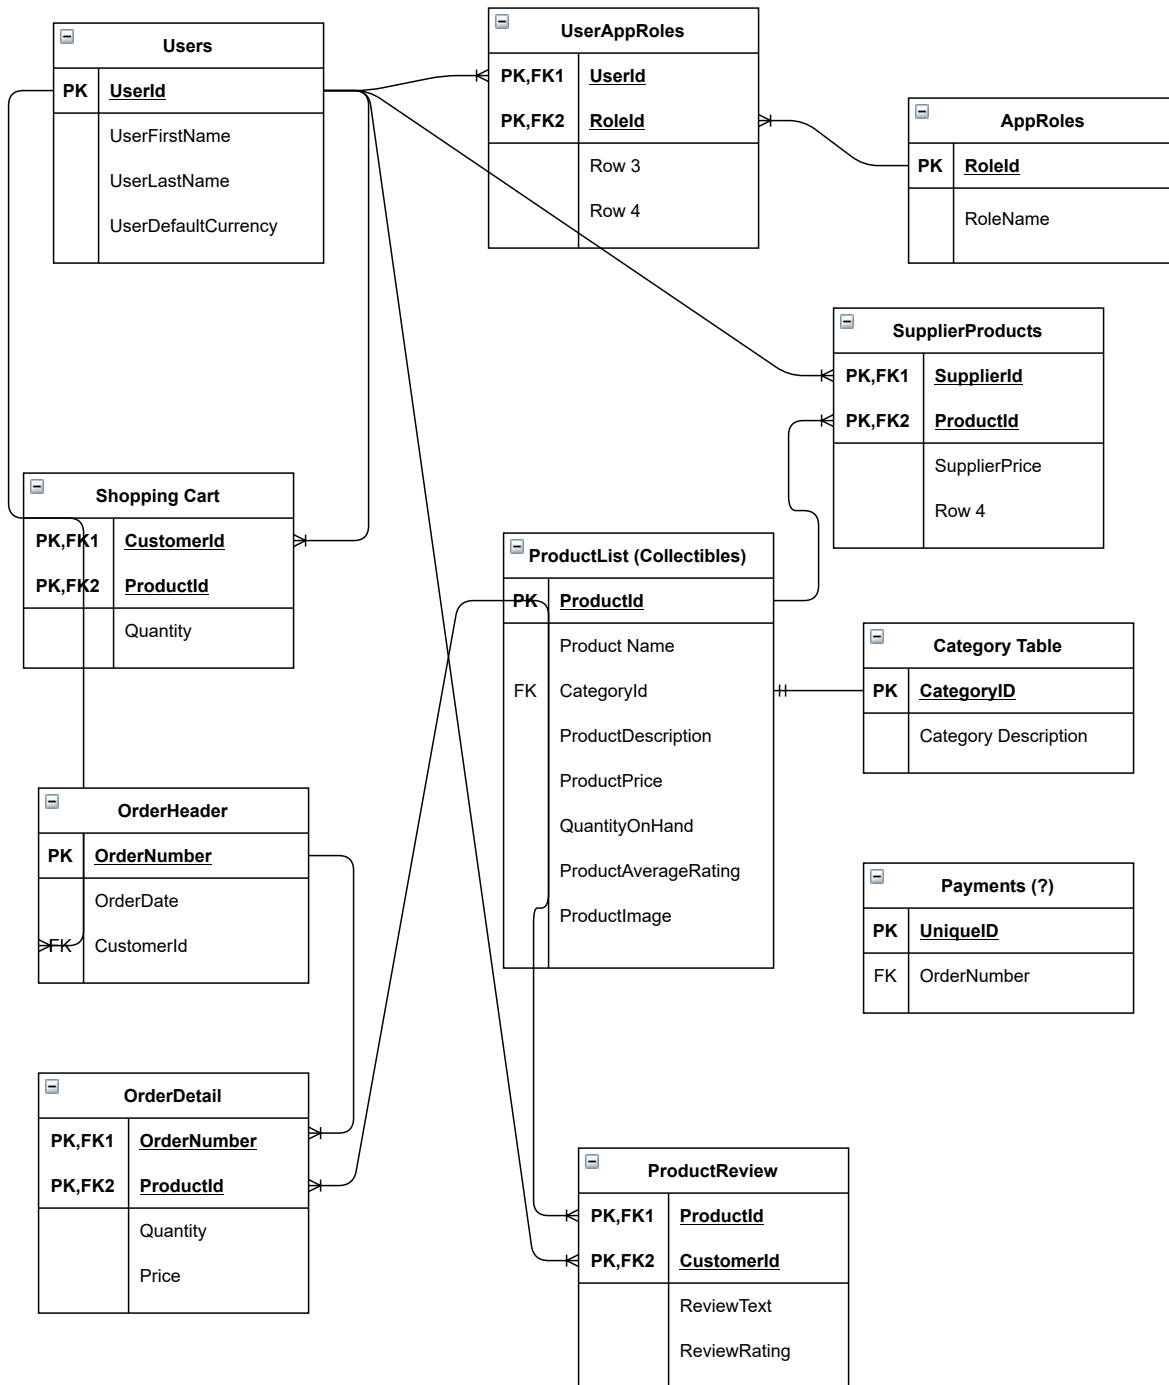 Users
PK UserId
UserFirstName
UserLastName
UserDefaultCurrency
UserAppRoles
PK,FK1 UserId
PK,FK2 RoleId
Row 3
Row 4
AppRoles
PK RoleId
RoleName
SupplierProducts
PK,FK1 SupplierId
PK,FK2 ProductId
SupplierPrice
Row 4
Shopping Cart
PK,FK1 CustomerId
PK,FK2 ProductId
Quantity
ProductList (Collectibles)
PK ProductId
Product Name
FK CategoryId
ProductDescription
ProductPrice
QuantityOnHand
ProductAverageRating
ProductImage
Category Table
PK CategoryID
Category Description
OrderHeader
PK OrderNumber
OrderDate
FK CustomerId
Payments (?)
PK UniqueID
FK OrderNumber
OrderDetail
PK,FK1 OrderNumber
PK,FK2 ProductId
Quantity
Price
ProductReview
PK,FK1 ProductId
PK,FK2 CustomerId
ReviewText
ReviewRating